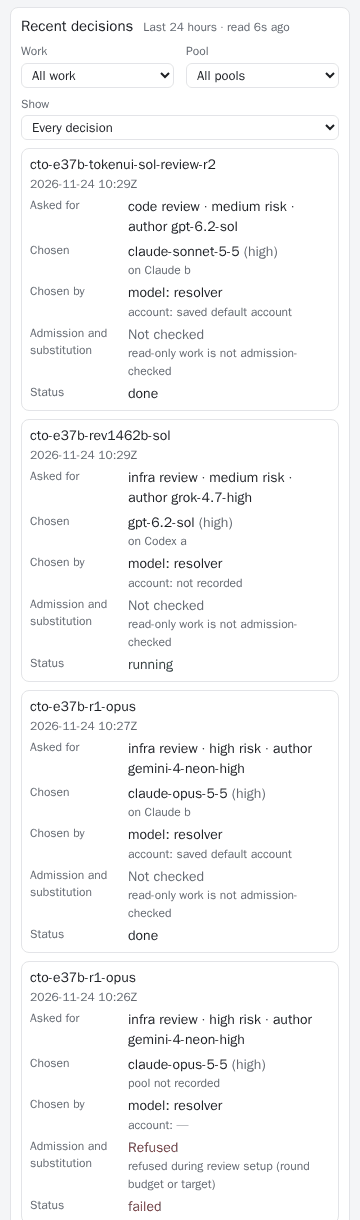 Recent decisions Last 24 hours · read 6s ago
Work Pool
All work All pools
Show
Every decision
cto-e37b-tokenui-sol-review-r2
2026-11-24 10:29Z
Asked for code review · medium risk ·
author gpt-6.2-sol
Chosen claude-sonnet-5-5 (high)
on Claude b
Chosen by model: resolver
account: saved default account
Admission and Not checked
substitution read-only work is not admission-
checked
Status done
cto-e37b-rev1462b-sol
2026-11-24 10:29Z
Asked for infra review · medium risk ·
author grok-4.7-high
Chosen gpt-6.2-sol (high)
on Codex a
Chosen by model: resolver
account: not recorded
Admission and Not checked
substitution read-only work is not admission-
checked
Status running
cto-e37b-r1-opus
2026-11-24 10:27Z
Asked for infra review · high risk · author
gemini-4-neon-high
Chosen claude-opus-5-5 (high)
on Claude b
Chosen by model: resolver
account: saved default account
Admission and Not checked
substitution read-only work is not admission-
checked
Status done
cto-e37b-r1-opus
2026-11-24 10:26Z
Asked for infra review · high risk · author
gemini-4-neon-high
Chosen claude-opus-5-5 (high)
pool not recorded
Chosen by model: resolver
account: —
Admission and Refused
substitution refused during review setup (round
budget or target)
Status failed